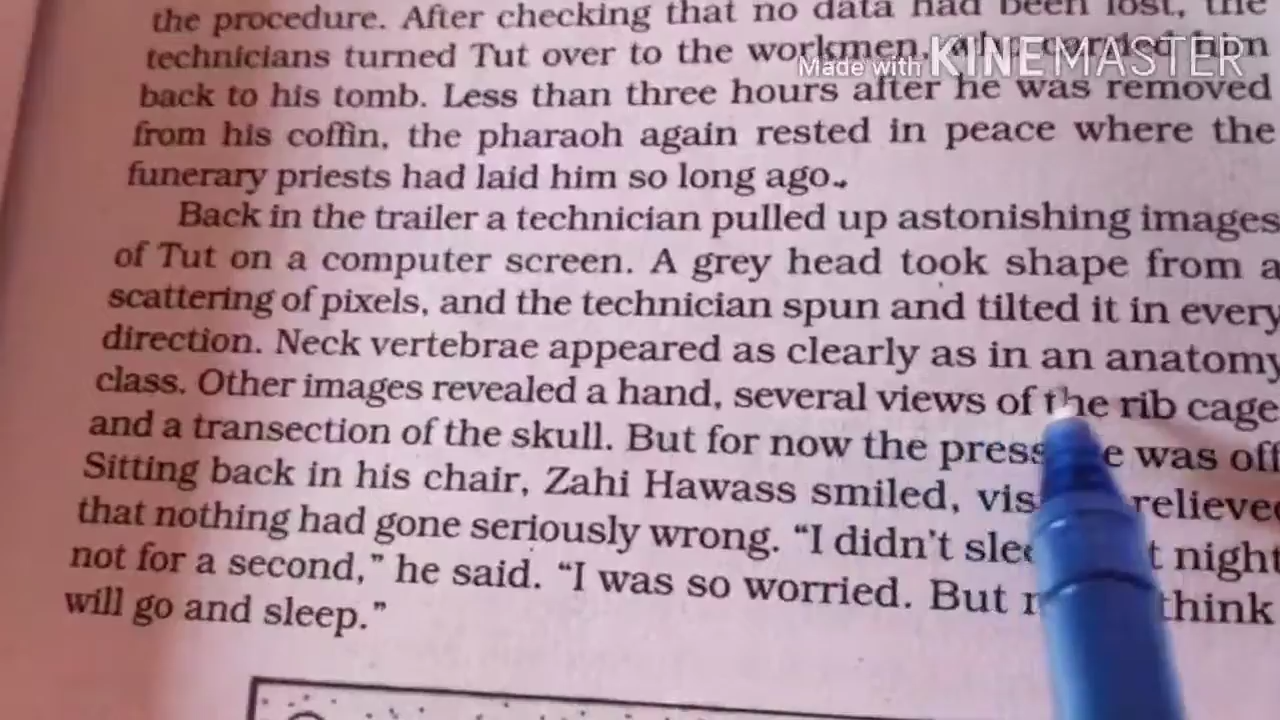 the procedure. After checking that no data had been lost, the
technicians turned Tut over to the workmen, who carried him
Made with KINEMASTER
back to his tomb. Less than three hours after he was removed
from his coffin, the pharaoh again rested in peace where the
funerary priests had laid him so long ago.
Back in the trailer a technician pulled up astonishing images
of Tut on a computer screen. A grey head took shape from a
scattering of pixels, and the technician spun and tilted it in every
direction. Neck vertebrae appeared as clearly as in an anatomy
class. Other images revealed a hand, several views of the rib cage
and a transection of the skull. But for now the pressure was off
Sitting back in his chair, Zahi Hawass smiled, relieved
that nothing had gone seriously wrong. “I didn't night
not for a second,” he said. “I was so worried. But think
will go and sleep.”